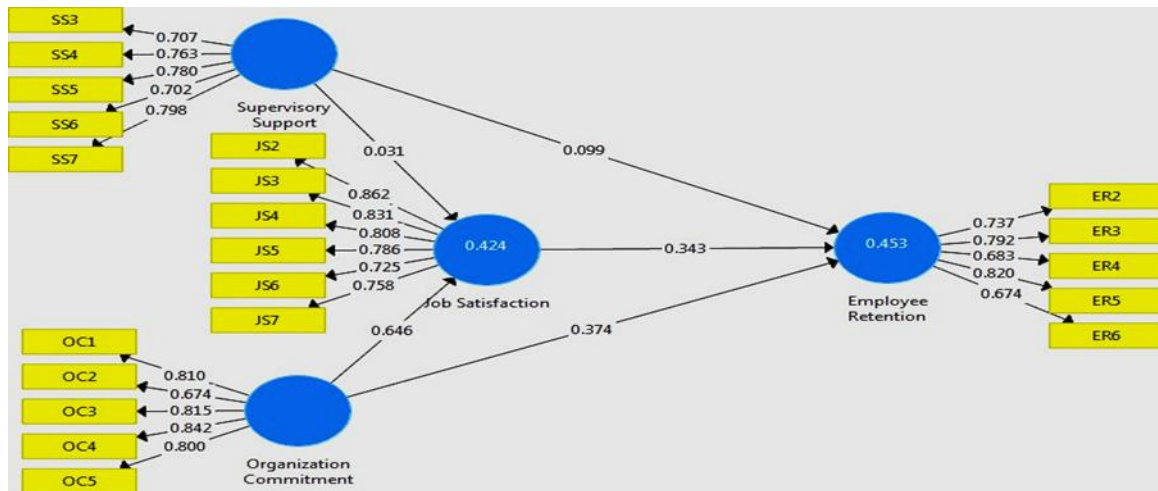 SS3
SS4
SS5
SS6
SS7
0.707
0.763
0.780
0.702
0.798
Supervisory
Support
JS2
JS3
JS4
JS5
JS6
JS7
0.862
0.831
0.808
0.786
0.725
0.758
0.031
0.099
0.424
Job Satisfaction
0.343
0.646
0.374
OC1
OC2
OC3
OC4
OC5
0.810
0.674
0.815
0.842
0.800
Organization
Commitment
0.453
Employee
Retention
0.737
0.792
0.683
0.820
0.674
ER2
ER3
ER4
ER5
ER6